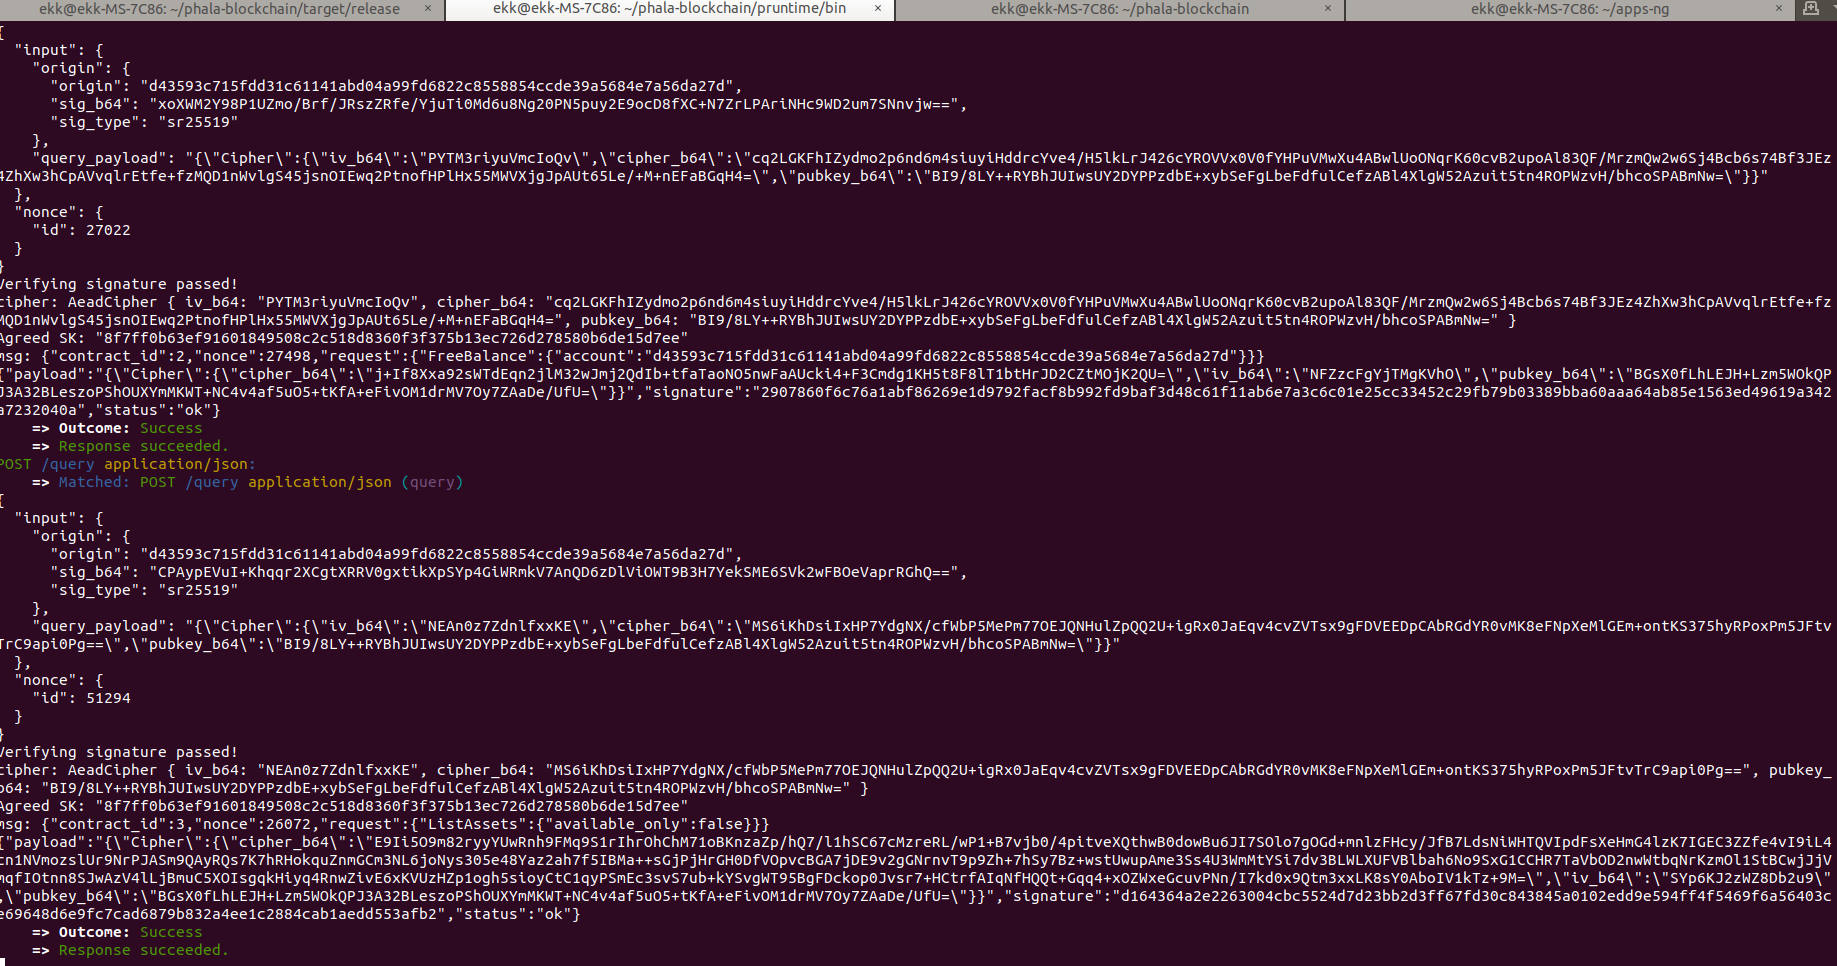 ekk@ekk-MS-7C86: ~/phala-blockchain/target/release × ekk@ekk-MS-7C86: ~/phala-blockchain/pruntime/bin × ekk@ekk-MS-7C86: ~/phala-blockchain × ekk@ekk-MS-7C86: ~/apps-ng ×
{
"input": {
"origin": {
"origin": "d43593c715fdd31c61141abd04a99fd6822c8558854ccde39a5684e7a56da27d",
"sig_b64": "xoXWM2Y98P1UZmo/Brf/JRszZRfe/YjuTi0Md6u8Ng20PN5puy2E9ocD8fXC+N7ZrLPAriNHc9WD2um7SNnvjw==",
"sig_type": "sr25519"
},
"query_payload": "{\"Cipher\":{\"iv_b64\":\"PYTM3riyuVmcIoQv\",\"cipher_b64\":\"cq2LGKFhIZydmo2p6nd6m4siuyiHddrcYve4/H5lkLrJ426cYROVVx0V0fYHPuVMwXu4ABwlUoONqrK60cvB2upoAl83QF/MrzmQw2w6Sj4Bcb6s74Bf3JEz
4ZhXw3hCpAVvqlrEtfe+fzMQD1nWvlgS45jsnOIEwq2PtnofHPlHx55MWVXjgJpAUt65Le/+M+nEFaBGqH4=\",\"pubkey_b64\":\"BI9/8LY++RYBhJUIwsUY2DYPPzdbE+xybSeFgLbeFdfulCefzABl4XlgW52Azuit5tn4ROPWzvH/bhcoSPABmNw=\"}}"
},
"nonce": {
"id": 27022
}
}
Verifying signature passed!
cipher: AeadCipher { iv_b64: "PYTM3riyuVmcIoQv", cipher_b64: "cq2LGKFhIZydmo2p6nd6m4siuyiHddrcYve4/H5lkLrJ426cYROVVx0V0fYHPuVMwXu4ABwlUoONqrK60cvB2upoAl83QF/MrzmQw2w6Sj4Bcb6s74Bf3JEz4ZhXw3hCpAVvqlrEtfe+fz
MQD1nWvlgS45jsnOIEwq2PtnofHPlHx55MWVXjgJpAUt65Le/+M+nEFaBGqH4=", pubkey_b64: "BI9/8LY++RYBhJUIwsUY2DYPPzdbE+xybSeFgLbeFdfulCefzABl4XlgW52Azuit5tn4ROPWzvH/bhcoSPABmNw=" }
Agreed SK: "8f7ff0b63ef91601849508c2c518d8360f3f375b13ec726d278580b6de15d7ee"
msg: {"contract_id":2,"nonce":27498,"request":{"FreeBalance":{"account":"d43593c715fdd31c61141abd04a99fd6822c8558854ccde39a5684e7a56da27d"}}}
{"payload":"{\"Cipher\":{\"cipher_b64\":\"j+If8Xxa92sWTdEqn2jlM32wJmj2QdIb+tfaTaoNO5nwFaAUcki4+F3Cmdg1KH5t8F8lT1btHrJD2CZtMOjK2QU=\",\"iv_b64\":\"NFZzcFgYjTMgKVhO\",\"pubkey_b64\":\"BGsX0fLhLEJH+Lzm5WOkQP
J3A32BLeszoPShOUXYmMKWT+NC4v4af5uO5+tKfA+eFivOM1drMV7Oy7ZAaDe/UfU=\"}}","signature":"2907860f6c76a1abf86269e1d9792facf8b992fd9baf3d48c61f11ab6e7a3c6c01e25cc33452c29fb79b03389bba60aaa64ab85e1563ed49619a342
a7232040a","status":"ok"}
=> Outcome: Success
=> Response succeeded.
POST /query application/json:
=> Matched: POST /query application/json (query)
{
"input": {
"origin": {
"origin": "d43593c715fdd31c61141abd04a99fd6822c8558854ccde39a5684e7a56da27d",
"sig_b64": "CPAypEVuI+Khqqr2XCgtXRRV0gxtikXpSYp4GiWRmkV7AnQD6zDlViOWT9B3H7YekSME6SVk2wFBOeVaprRGhQ==",
"sig_type": "sr25519"
},
"query_payload": "{\"Cipher\":{\"iv_b64\":\"NEAn0z7ZdnlfxxKE\",\"cipher_b64\":\"MS6iKhDsiIxHP7YdgNX/cfWbP5MePm77OEJQNHulZpQQ2U+igRx0JaEqv4cvZVTsx9gFDVEEDpCAbRGdYR0vMK8eFNpXeMlGEm+ontKS375hyRPoxPm5JFtv
TrC9api0Pg==\",\"pubkey_b64\":\"BI9/8LY++RYBhJUIwsUY2DYPPzdbE+xybSeFgLbeFdfulCefzABl4XlgW52Azuit5tn4ROPWzvH/bhcoSPABmNw=\"}}"
},
"nonce": {
"id": 51294
}
}
Verifying signature passed!
cipher: AeadCipher { iv_b64: "NEAn0z7ZdnlfxxKE", cipher_b64: "MS6iKhDsiIxHP7YdgNX/cfWbP5MePm77OEJQNHulZpQQ2U+igRx0JaEqv4cvZVTsx9gFDVEEDpCAbRGdYR0vMK8eFNpXeMlGEm+ontKS375hyRPoxPm5JFtvTrC9api0Pg==", pubkey_
b64: "BI9/8LY++RYBhJUIwsUY2DYPPzdbE+xybSeFgLbeFdfulCefzABl4XlgW52Azuit5tn4ROPWzvH/bhcoSPABmNw=" }
Agreed SK: "8f7ff0b63ef91601849508c2c518d8360f3f375b13ec726d278580b6de15d7ee"
msg: {"contract_id":3,"nonce":26072,"request":{"ListAssets":{"available_only":false}}}
{"payload":"{\"Cipher\":{\"cipher_b64\":\"E9Ii5O9m82ryyYUwRnh9FMq9S1rIhrOhChM71oBKnzaZp/hQ7/l1hSC67cMzreRL/wP1+B7vjb0/4pitveXQthwB0dowBu6JI7SOlo7gOGd+mnlzFHcy/JfB7LdsNiWHTQVIpdFsXeHmG4lzK7IGEC3ZZfe4vI9iL4
cn1NVmozslUr9NrPJASm9QAyRQs7K7hRHokquZnmGCm3NL6joNys305e48Yaz2ah7f5IBMa++sGJpjHrGH0DfVOpvcBGA7jDE9v2gGNrnvT9p9Zh+7hSy7Bz+wstUwupAme3Ss4U3WmMtYSi7dv3BLWLXUFVBlbah6No9SxG1CCHR7TaVbOD2nwWtbqNrKzmOl1StBCwjJjV
mqfIOtnn8SJwAzV4lLjBmuC5XOIsgqkHiyq4RnwZivE6xKVUzHZp1ogh5sioyCtC1qyPSmEc3svS7ub+kYSvgWT95BgFDckop0Jvsr7+HCtrfAIqNfHQQt+Gqq4+xOZWxeGcuvPNn/I7kd0x9Qtm3xxLK8sY0AboIV1kTz+9M=\",\"iv_b64\":\"SYp6KJ2zWZ8Db2u9\"
,\"pubkey_b64\":\"BGsX0fLhLEJH+Lzm5WOkQPJ3A32BLeszoPShOUXYmMKWT+NC4v4af5uO5+tKfA+eFivOM1drMV7Oy7ZAaDe/UfU=\"}}","signature":"d164364a2e2263004cbc5524d7d23bb2d3ff67fd30c843845a0102edd9e594ff4f5469f6a56403c
e69648d6e9fc7cad6879b832a4ee1c2884cab1aedd553afb2","status":"ok"}
=> Outcome: Success
=> Response succeeded.